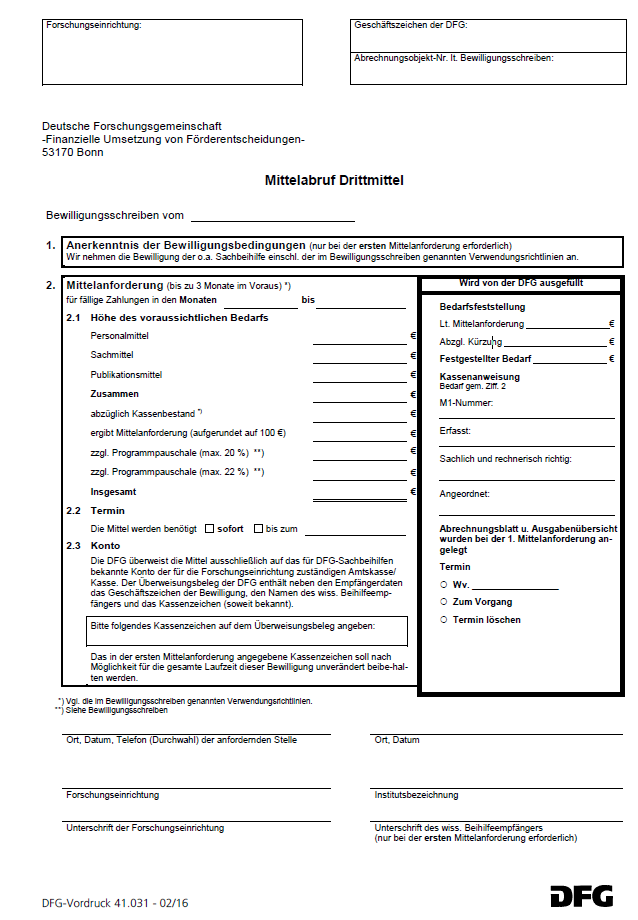 Forschungseinrichtung:
Geschäftszeichen der DFG:
Abrechnungsobjekt-Nr. lt. Bewilligungsschreiben:
Deutsche Forschungsgemeinschaft
-Finanzielle Umsetzung von Förderentscheidungen-
53170 Bonn
Mittelabruf Drittmittel
Bewilligungsschreiben vom
1. Anerkenntnis der Bewilligungsbedingungen (nur bei der ersten Mittelanforderung erforderlich)
Wir nehmen die Bewilligung der o.a. Sachbeihilfe einschl. der im Bewilligungsschreiben genannten Verwendungsrichtlinien an.
2. Mittelanforderung (bis zu 3 Monate im Voraus) *)
für fällige Zahlungen in den Monaten bis
2.1 Höhe des voraussichtlichen Bedarfs
Personalmittel €
Sachmittel €
Publikationsmittel €
Zusammen €
abzüglich Kassenbestand *) €
ergibt Mittelanforderung (aufgerundet auf 100 €) €
zzgl. Programmpauschale (max. 20 %) **) €
zzgl. Programmpauschale (max. 22 %) **) €
Insgesamt €
2.2 Termin
Die Mittel werden benötigt sofort bis zum
2.3 Konto
Die DFG überweist die Mittel ausschließlich auf das für DFG-Sachbeihilfen
bekannte Konto der für die Forschungseinrichtung zuständigen Amtskasse/
Kasse. Der Überweisungsbeleg der DFG enthält neben den Empfängerdaten
das Geschäftszeichen der Bewilligung, den Namen des wiss. Beihilfeemp-
fängers und das Kassenzeichen (soweit bekannt).
Bitte folgendes Kassenzeichen auf dem Überweisungsbeleg angeben:
Das in der ersten Mittelanforderung angegebene Kassenzeichen soll nach
Möglichkeit für die gesamte Laufzeit dieser Bewilligung unverändert beibe-hal-
ten werden.
Wird von der DFG ausgefüllt
Bedarfsfeststellung
Lt. Mittelanforderung €
Abzgl. Kürzung €
Festgestellter Bedarf €
Kassenanweisung
Bedarf gem. Ziff. 2
M1-Nummer:
Erfasst:
Sachlich und rechnerisch richtig:
Angeordnet:
Abrechnungsblatt u. Ausgabenübersicht
wurden bei der 1. Mittelanforderung an-
gelegt
Termin
Wv.
Zum Vorgang
Termin löschen
*) Vgl. die im Bewilligungsschreiben genannten Verwendungsrichtlinien.
**) Siehe Bewilligungsschreiben
Ort, Datum, Telefon (Durchwahl) der anfordernden Stelle
Ort, Datum
Forschungseinrichtung
Institutsbezeichnung
Unterschrift der Forschungseinrichtung
Unterschrift des wiss. Beihilfeempfängers
(nur bei der ersten Mittelanforderung erforderlich)
DFG-Vordruck 41.031 - 02/16
DFG